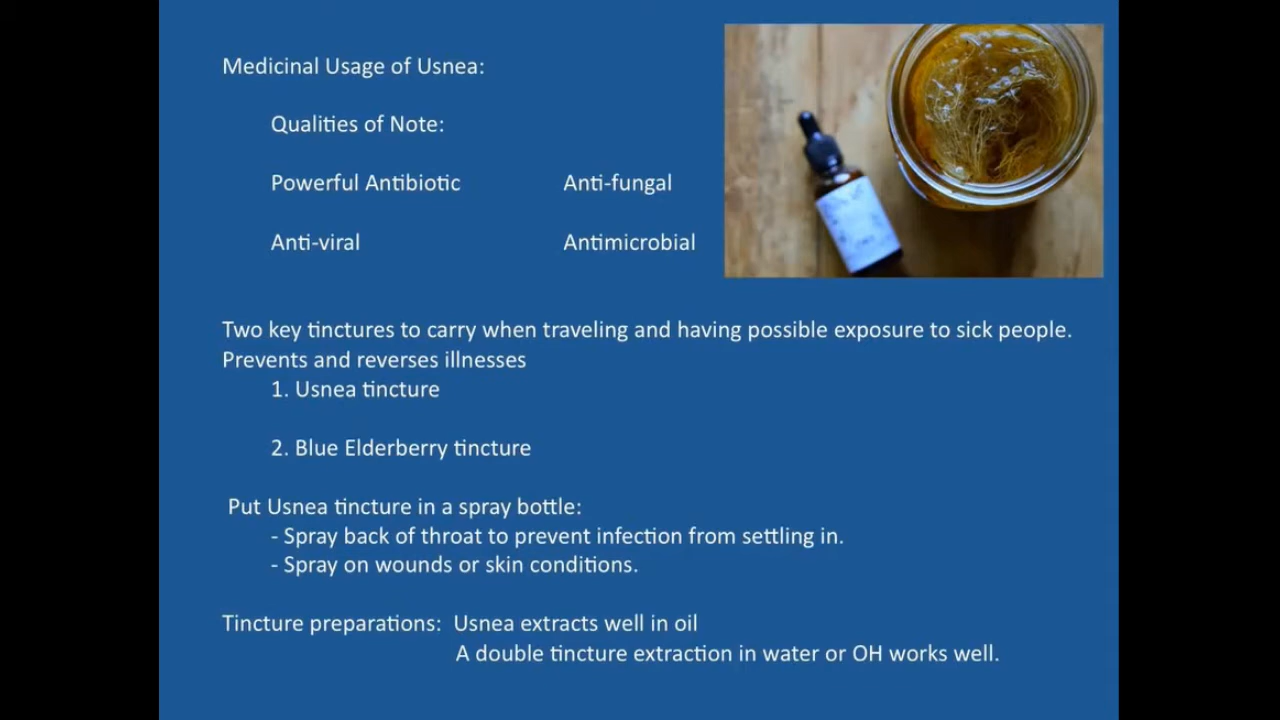 Medicinal Usage of Usnea:
Qualities of Note:
Powerful Antibiotic Anti-fungal
Anti-viral Antimicrobial
Two key tinctures to carry when traveling and having possible exposure to sick people.
Prevents and reverses illnesses
1. Usnea tincture
2. Blue Elderberry tincture
Put Usnea tincture in a spray bottle:
- Spray back of throat to prevent infection from settling in.
- Spray on wounds or skin conditions.
Tincture preparations: Usnea extracts well in oil
A double tincture extraction in water or OH works well.